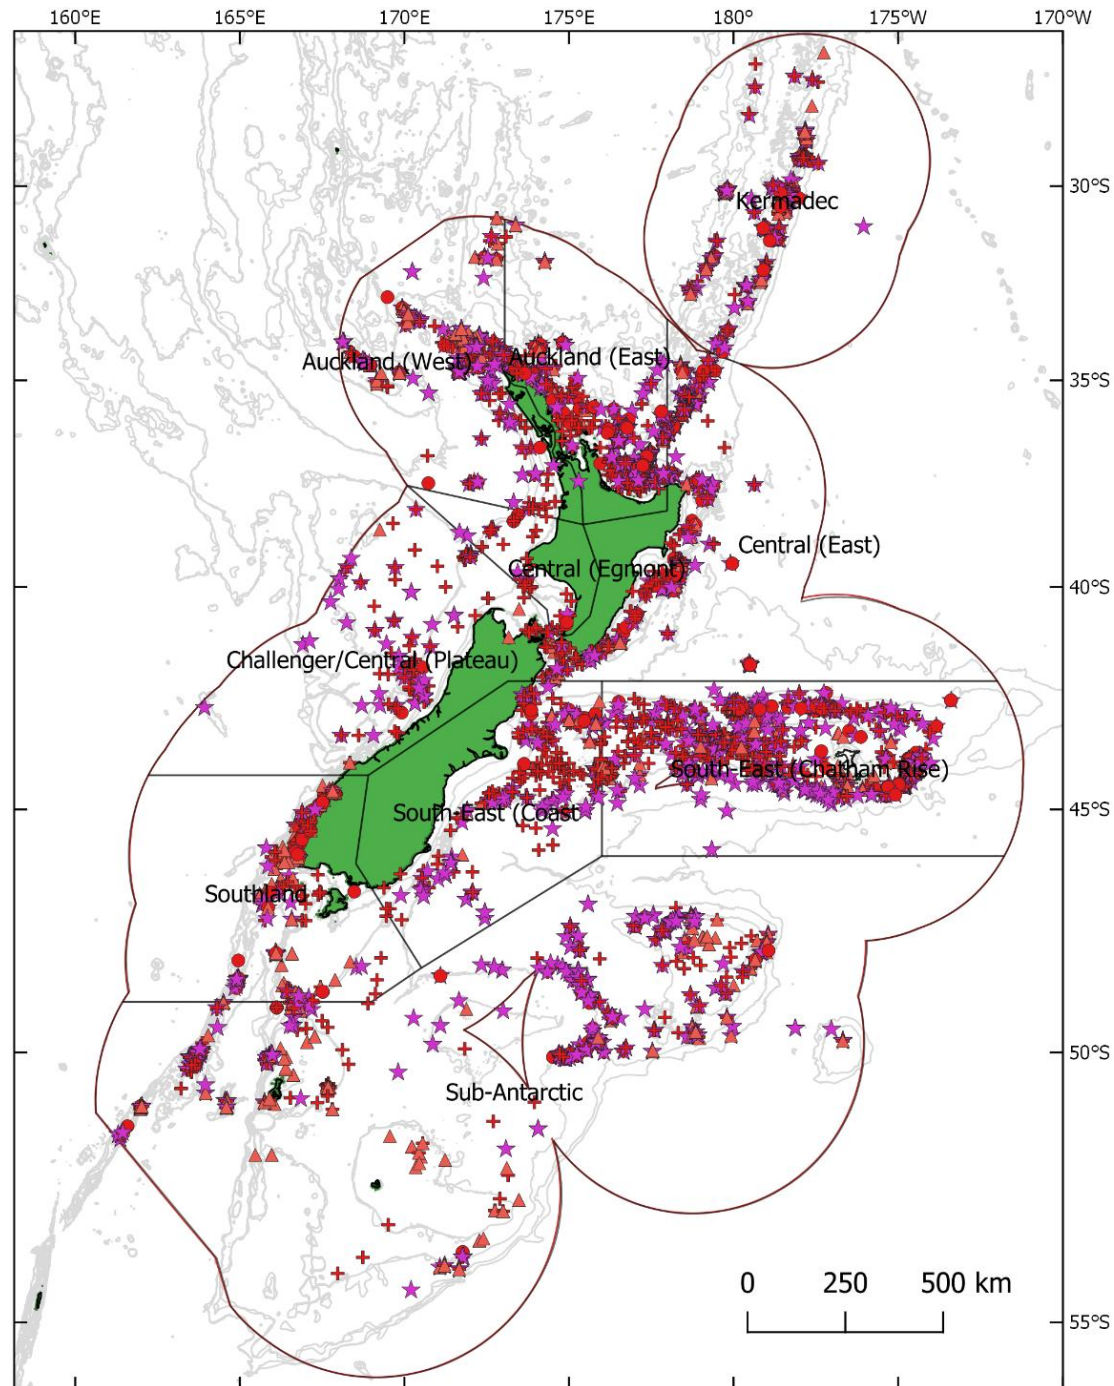 160°E 165°E 170°E 175°E 180° 175°W 170°W
30°S
Kermadec
Auckland (West)
Auckland (East)
35°S
Central (East)
Central (Egmont)
40°S
Challenger/Central (Plateau)
South-East (Chatham Rise)
South-East (Coast
45°S
Southland
50°S
Sub-Antarctic
0 250 500 km
55°S